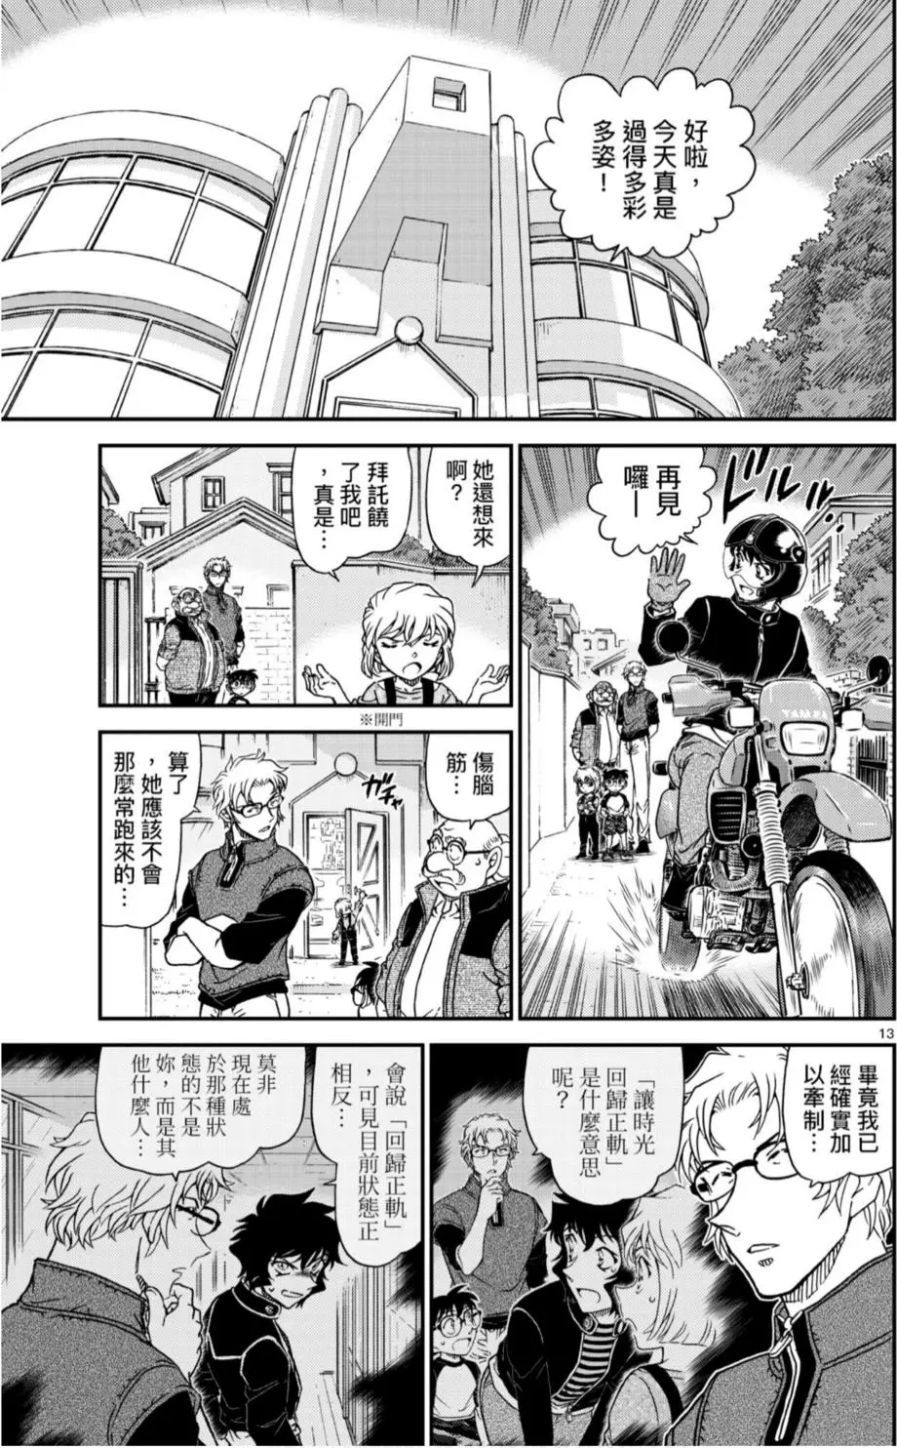 好啦，
今天真是
過得多彩
多姿！
再見
囉—
ドルルル
YAMAPA
她還想來
啊？
拜託饒
了我吧
，真是…
※開門
傷腦
筋…
ガチャ
算了
，她應該不會
那麼常跑來的…
13
畢竟我已
經確實加
以牽制…
「讓時光
回歸正軌」
是什麼意思
呢？
會說「回歸正軌」
，可見目前狀態正
相反…
莫非
現在處
於那種狀
態的不是
妳，而是其
他什麼人…